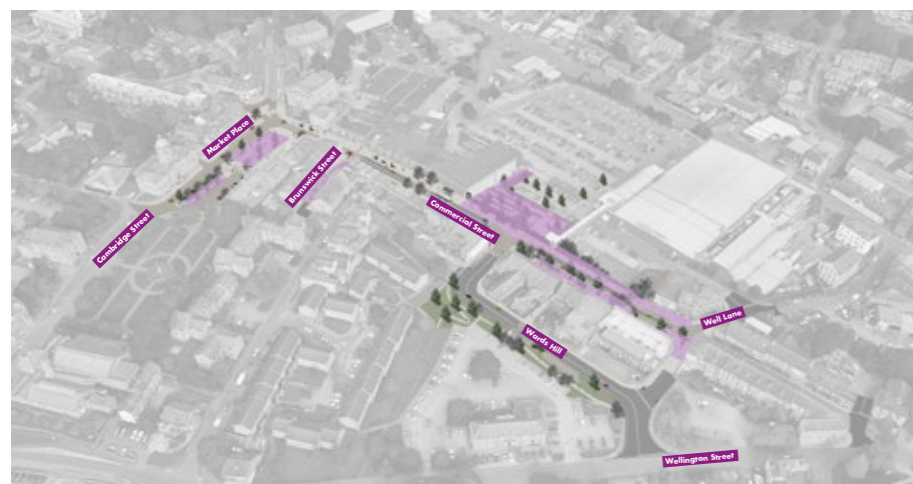 Market Place
Brunswick Street
Cambridge Street
Commercial Street
Well Lane
Wards Hill
Wellington Street